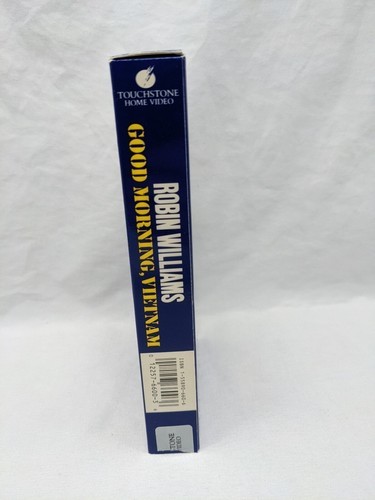 TOUCHSTONE
HOME VIDEO
ROBIN WILLIAMS
GOOD MORNING, VIETNAM